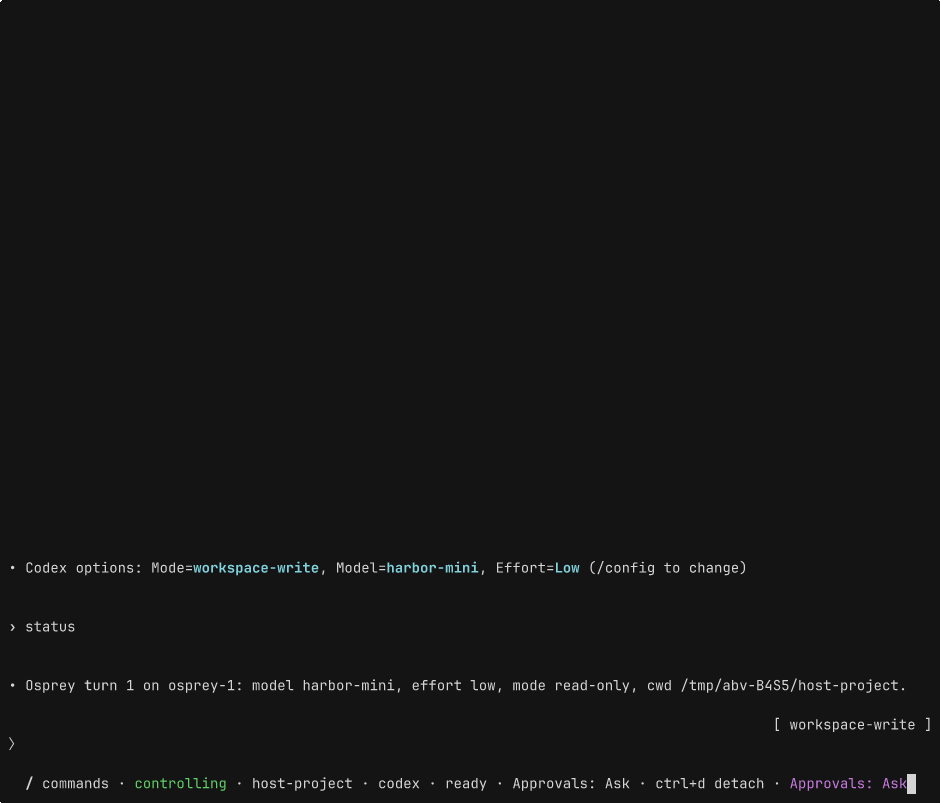 • Codex options: Mode=workspace-write, Model=harbor-mini, Effort=Low (/config to change)
› status
• Osprey turn 1 on osprey-1: model harbor-mini, effort low, mode read-only, cwd /tmp/abv-B4S5/host-project.
[ workspace-write ]
〉
/ commands · controlling · host-project · codex · ready · Approvals: Ask · ctrl+d detach · Approvals: Ask